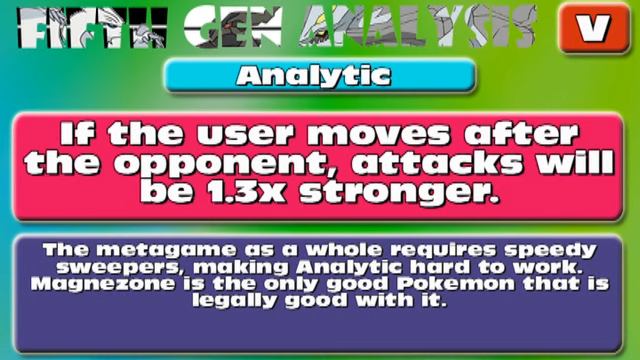 FIFTH GEN ANALYSIS
V
Analytic
If the user moves after
the opponent, attacks will
be 1.3x stronger.
The metagame as a whole requires speedy
sweepers, making Analytic hard to work.
Magnezone is the only good Pokemon that is
legally good with it.